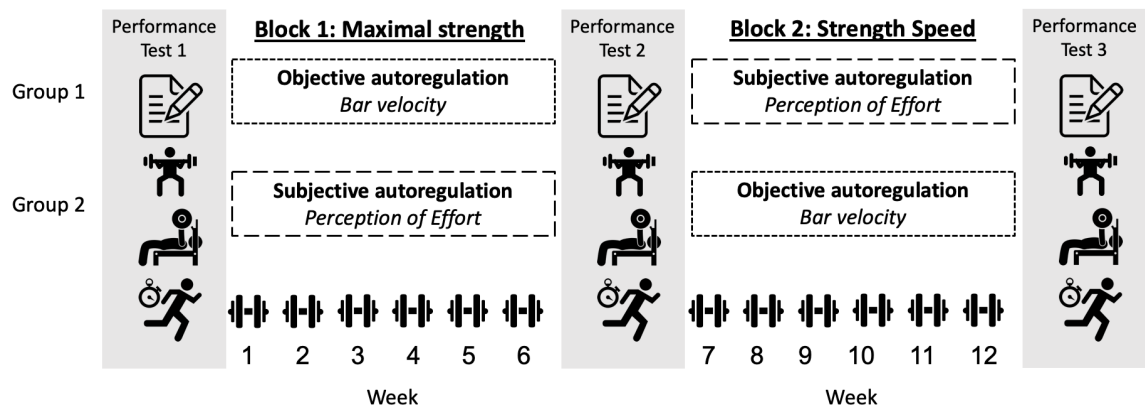 Performance
Test 1
Block 1: Maximal strength
Performance
Test 2
Block 2: Strength Speed
Performance
Test 3
Group 1
Objective autoregulation
Bar velocity
Subjective autoregulation
Perception of Effort
Group 2
Subjective autoregulation
Perception of Effort
Objective autoregulation
Bar velocity
1 2 3 4 5 6 7 8 9 10 11 12
Week Week